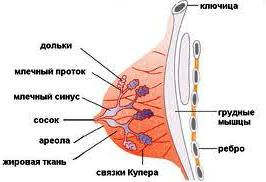 ключица
дольки
млечный проток
млечный синус
сосок
ареола
жировая ткань
связки Купера
грудные
мышцы
ребро